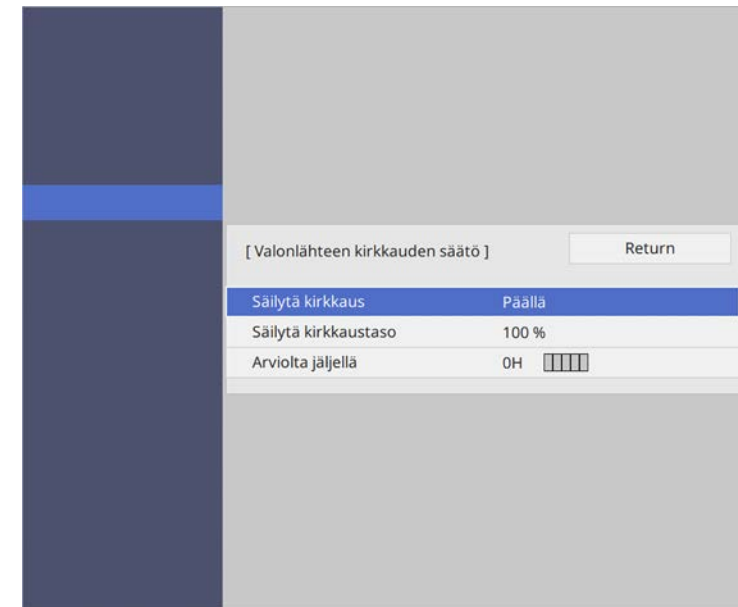 [ Valonlähteen kirkkauden säätö ] Return
Säilytä kirkkaus Päällä
Säilytä kirkkaustaso 100 %
Arviolta jäljellä 0H